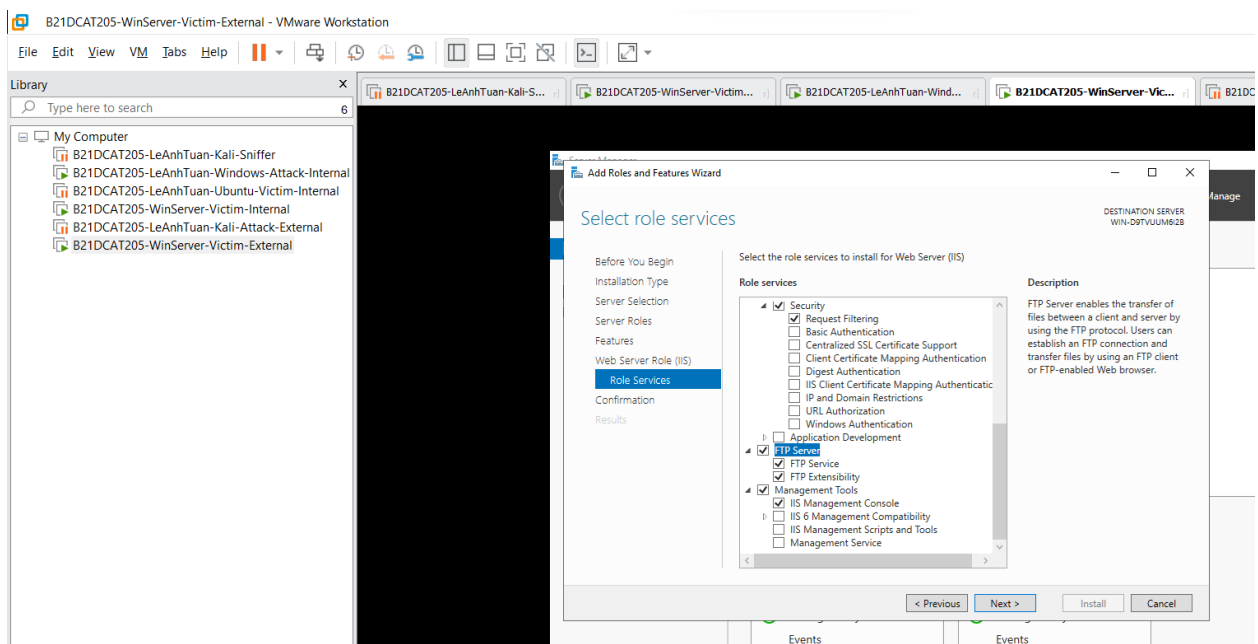 B21DCAT205-WinServer-Victim-External - VMware Workstation
File Edit View VM Tabs Help
Library X
Type here to search 6
My Computer
B21DCAT205-LeAnhTuan-Kali-Sniffer
B21DCAT205-LeAnhTuan-Windows-Attack-Internal
B21DCAT205-LeAnhTuan-Ubuntu-Victim-Internal
B21DCAT205-WinServer-Victim-Internal
B21DCAT205-LeAnhTuan-Kali-Attack-External
B21DCAT205-WinServer-Victim-External
B21DCAT205-LeAnhTuan-Kali-S... B21DCAT205-WinServer-Victim... B21DCAT205-LeAnhTuan-Wind... B21DCAT205-WinServer-Vic... B21DC
Manage
Add Roles and Features Wizard
Select role services
DESTINATION SERVER
WIN-D9TVUUM6I2B
Before You Begin
Installation Type
Server Selection
Server Roles
Features
Web Server Role (IIS)
Role Services
Confirmation
Results
Select the role services to install for Web Server (IIS)
Role services
Security
Request Filtering
Basic Authentication
Centralized SSL Certificate Support
Client Certificate Mapping Authentication
Digest Authentication
IIS Client Certificate Mapping Authenticatic
IP and Domain Restrictions
URL Authorization
Windows Authentication
Application Development
FTP Server
FTP Service
FTP Extensibility
Management Tools
IIS Management Console
IIS 6 Management Compatibility
IIS Management Scripts and Tools
Management Service
Description
FTP Server enables the transfer of
files between a client and server by
using the FTP protocol. Users can
establish an FTP connection and
transfer files by using an FTP client
or FTP-enabled Web browser.
< Previous Next > Install Cancel
Events Events